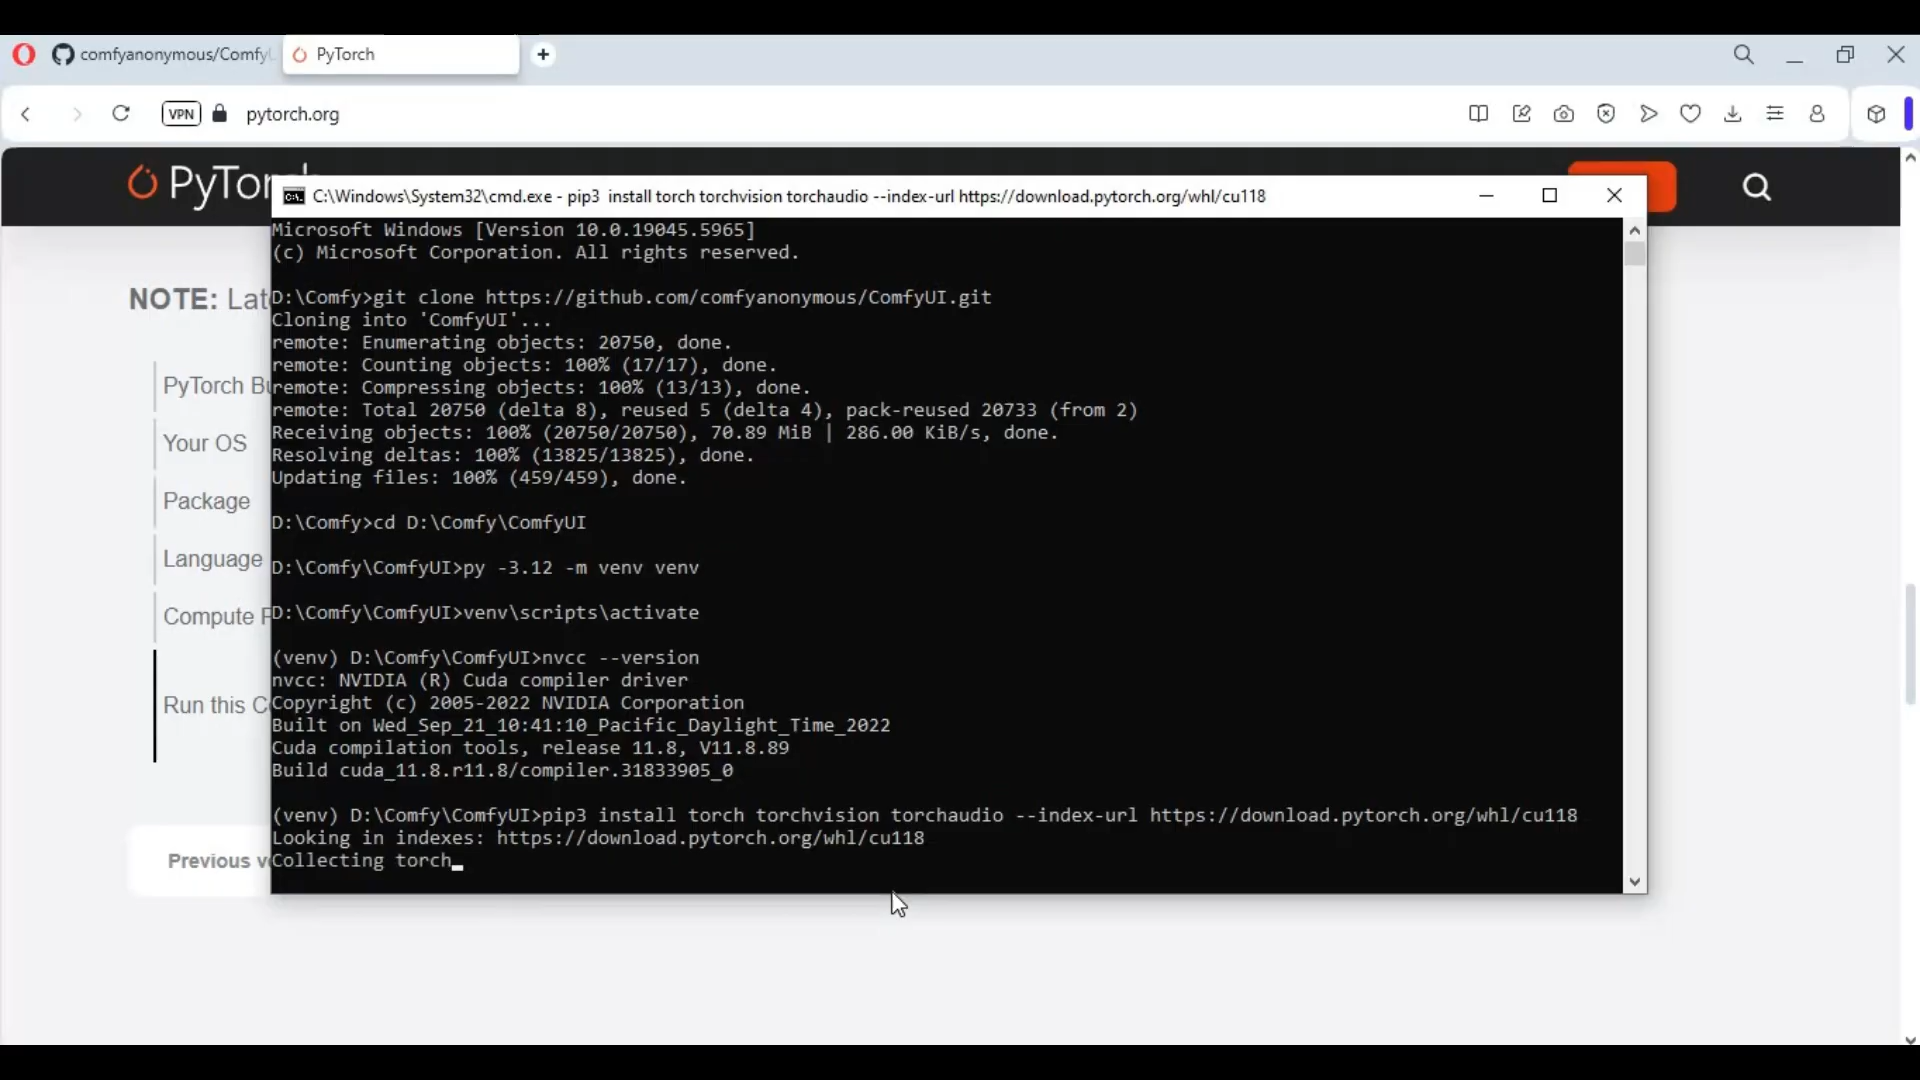 comfyanonymous/Comfy
PyTorch
VPN
pytorch.org
PyTor
C:\Windows\System32\cmd.exe - pip3  install torch torchvision torchaudio --index-url https://download.pytorch.org/whl/cu118
Microsoft Windows [Version 10.0.19045.5965]
(c) Microsoft Corporation. All rights reserved.
NOTE: Lat
D:\Comfy>git clone https://github.com/comfyanonymous/ComfyUI.git
Cloning into 'ComfyUI'...
remote: Enumerating objects: 20750, done.
remote: Counting objects: 100% (17/17), done.
PyTorch Bu
remote: Compressing objects: 100% (13/13), done.
remote: Total 20750 (delta 8), reused 5 (delta 4), pack-reused 20733 (from 2)
Receiving objects: 100% (20750/20750), 70.89 MiB | 286.00 KiB/s, done.
Your OS
Resolving deltas: 100% (13825/13825), done.
Updating files: 100% (459/459), done.
Package
D:\Comfy>cd D:\Comfy\ComfyUI
Language
D:\Comfy\ComfyUI>py -3.12 -m venv venv
Compute P
D:\Comfy\ComfyUI>venv\scripts\activate
(venv) D:\Comfy\ComfyUI>nvcc --version
nvcc: NVIDIA (R) Cuda compiler driver
Run this C
Copyright (c) 2005-2022 NVIDIA Corporation
Built on Wed_Sep_21_10:41:10_Pacific_Daylight_Time_2022
Cuda compilation tools, release 11.8, V11.8.89
Build cuda_11.8.r11.8/compiler.31833905_0
(venv) D:\Comfy\ComfyUI>pip3 install torch torchvision torchaudio --index-url https://download.pytorch.org/whl/cu118
Looking in indexes: https://download.pytorch.org/whl/cu118
Previous v
Collecting torch